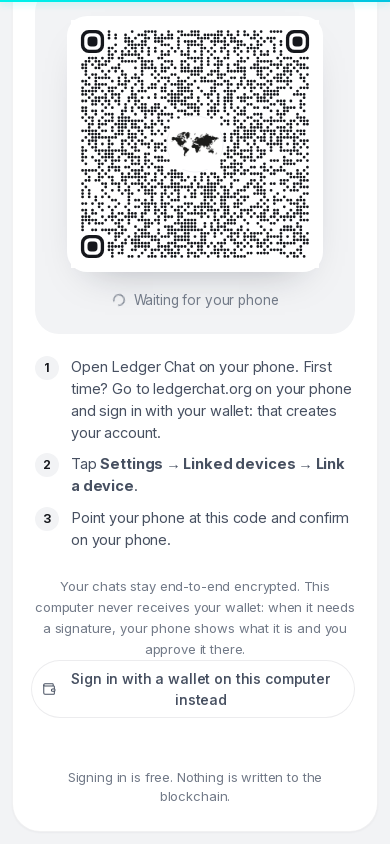 Waiting for your phone
1 Open Ledger Chat on your phone. First
time? Go to ledgerchat.org on your phone
and sign in with your wallet: that creates
your account.
2 Tap Settings → Linked devices → Link
a device.
3 Point your phone at this code and confirm
on your phone.
Your chats stay end-to-end encrypted. This
computer never receives your wallet: when it needs
a signature, your phone shows what it is and you
approve it there.
Sign in with a wallet on this computer
instead
Signing in is free. Nothing is written to the
blockchain.